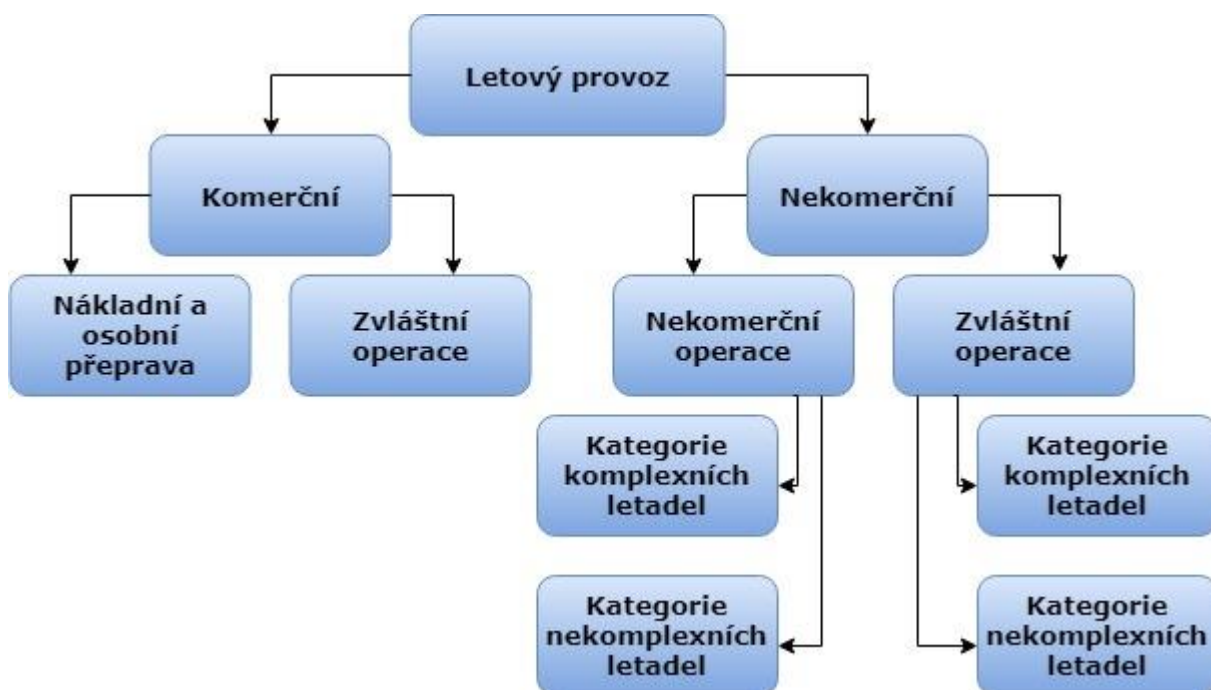 Letový provoz
Komerční
Nekomerční
Nákladní a
osobní
přeprava
Zvláštní
operace
Nekomerční
operace
Zvláštní
operace
Kategorie
komplexních
letadel
Kategorie
komplexních
letadel
Kategorie
nekomplexních
letadel
Kategorie
nekomplexních
letadel